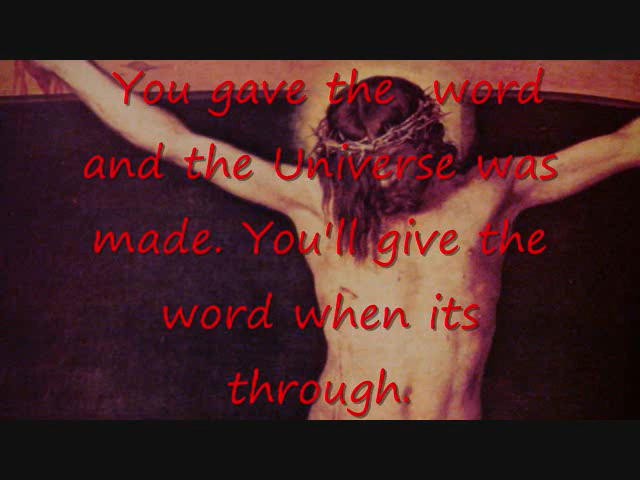 You gave the word
and the Universe was
made. You'll give the
word when its
through.